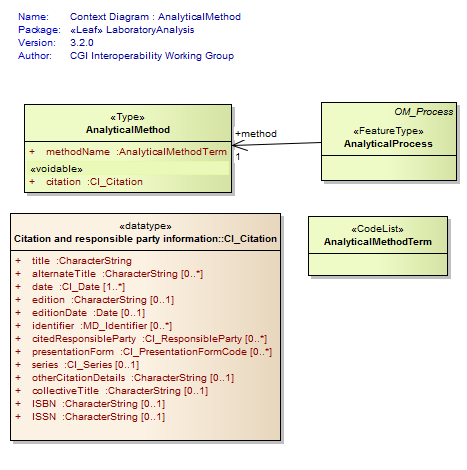 Name: Context Diagram : AnalyticalMethod
Package: «Leaf» LaboratoryAnalysis
Version: 3.2.0
Author: CGI Interoperability Working Group
«Type»
AnalyticalMethod
+ methodName :AnalyticalMethodTerm
«voidable»
+ citation :CI_Citation
+method
1
OM_Process
«FeatureType»
AnalyticalProcess
«datatype»
Citation and responsible party information::CI_Citation
+ title :CharacterString
+ alternateTitle :CharacterString [0..*]
+ date :CI_Date [1..*]
+ edition :CharacterString [0..1]
+ editionDate :Date [0..1]
+ identifier :MD_Identifier [0..*]
+ citedResponsibleParty :CI_ResponsibleParty [0..*]
+ presentationForm :CI_PresentationFormCode [0..*]
+ series :CI_Series [0..1]
+ otherCitationDetails :CharacterString [0..1]
+ collectiveTitle :CharacterString [0..1]
+ ISBN :CharacterString [0..1]
+ ISSN :CharacterString [0..1]
«CodeList»
AnalyticalMethodTerm